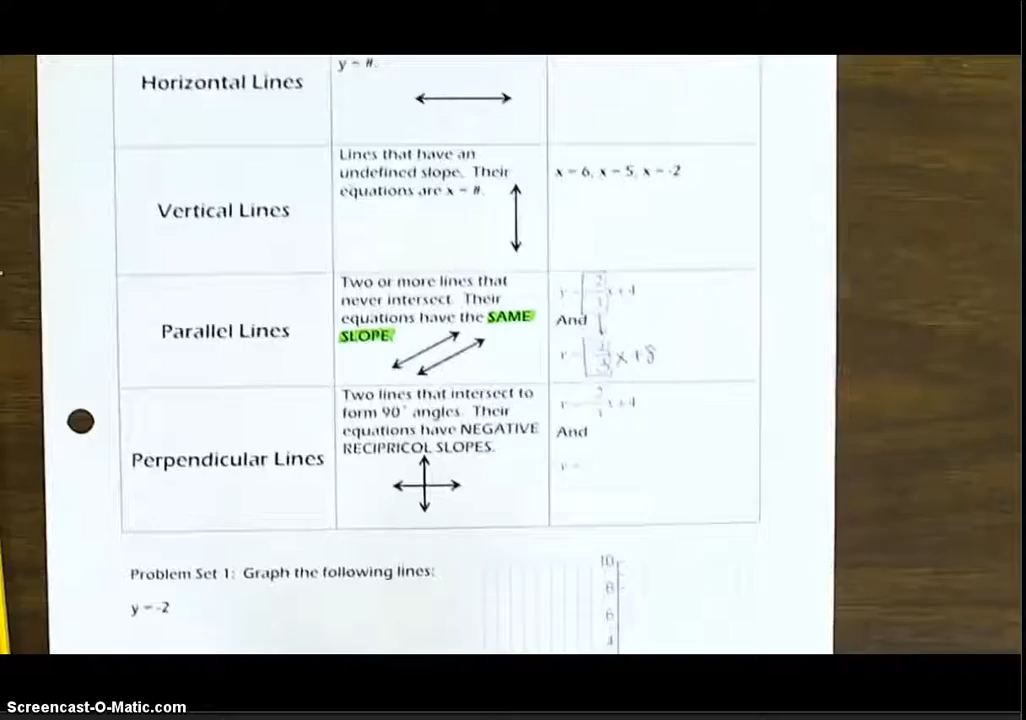 y = #.
Horizontal Lines
Lines that have an
undefined slope. Their
equations are x = #.
x = 6, x = 5, x = -2
Vertical Lines
Two or more lines that
never intersect. Their
equations have the SAME
SLOPE.
And
x + 8
Parallel Lines
Two lines that intersect to
form 90° angles. Their
equations have NEGATIVE
RECIPRICOL SLOPES.
And
Perpendicular Lines
Problem Set 1: Graph the following lines:
y = -2
10
8
6
4
Screencast-O-Matic.com